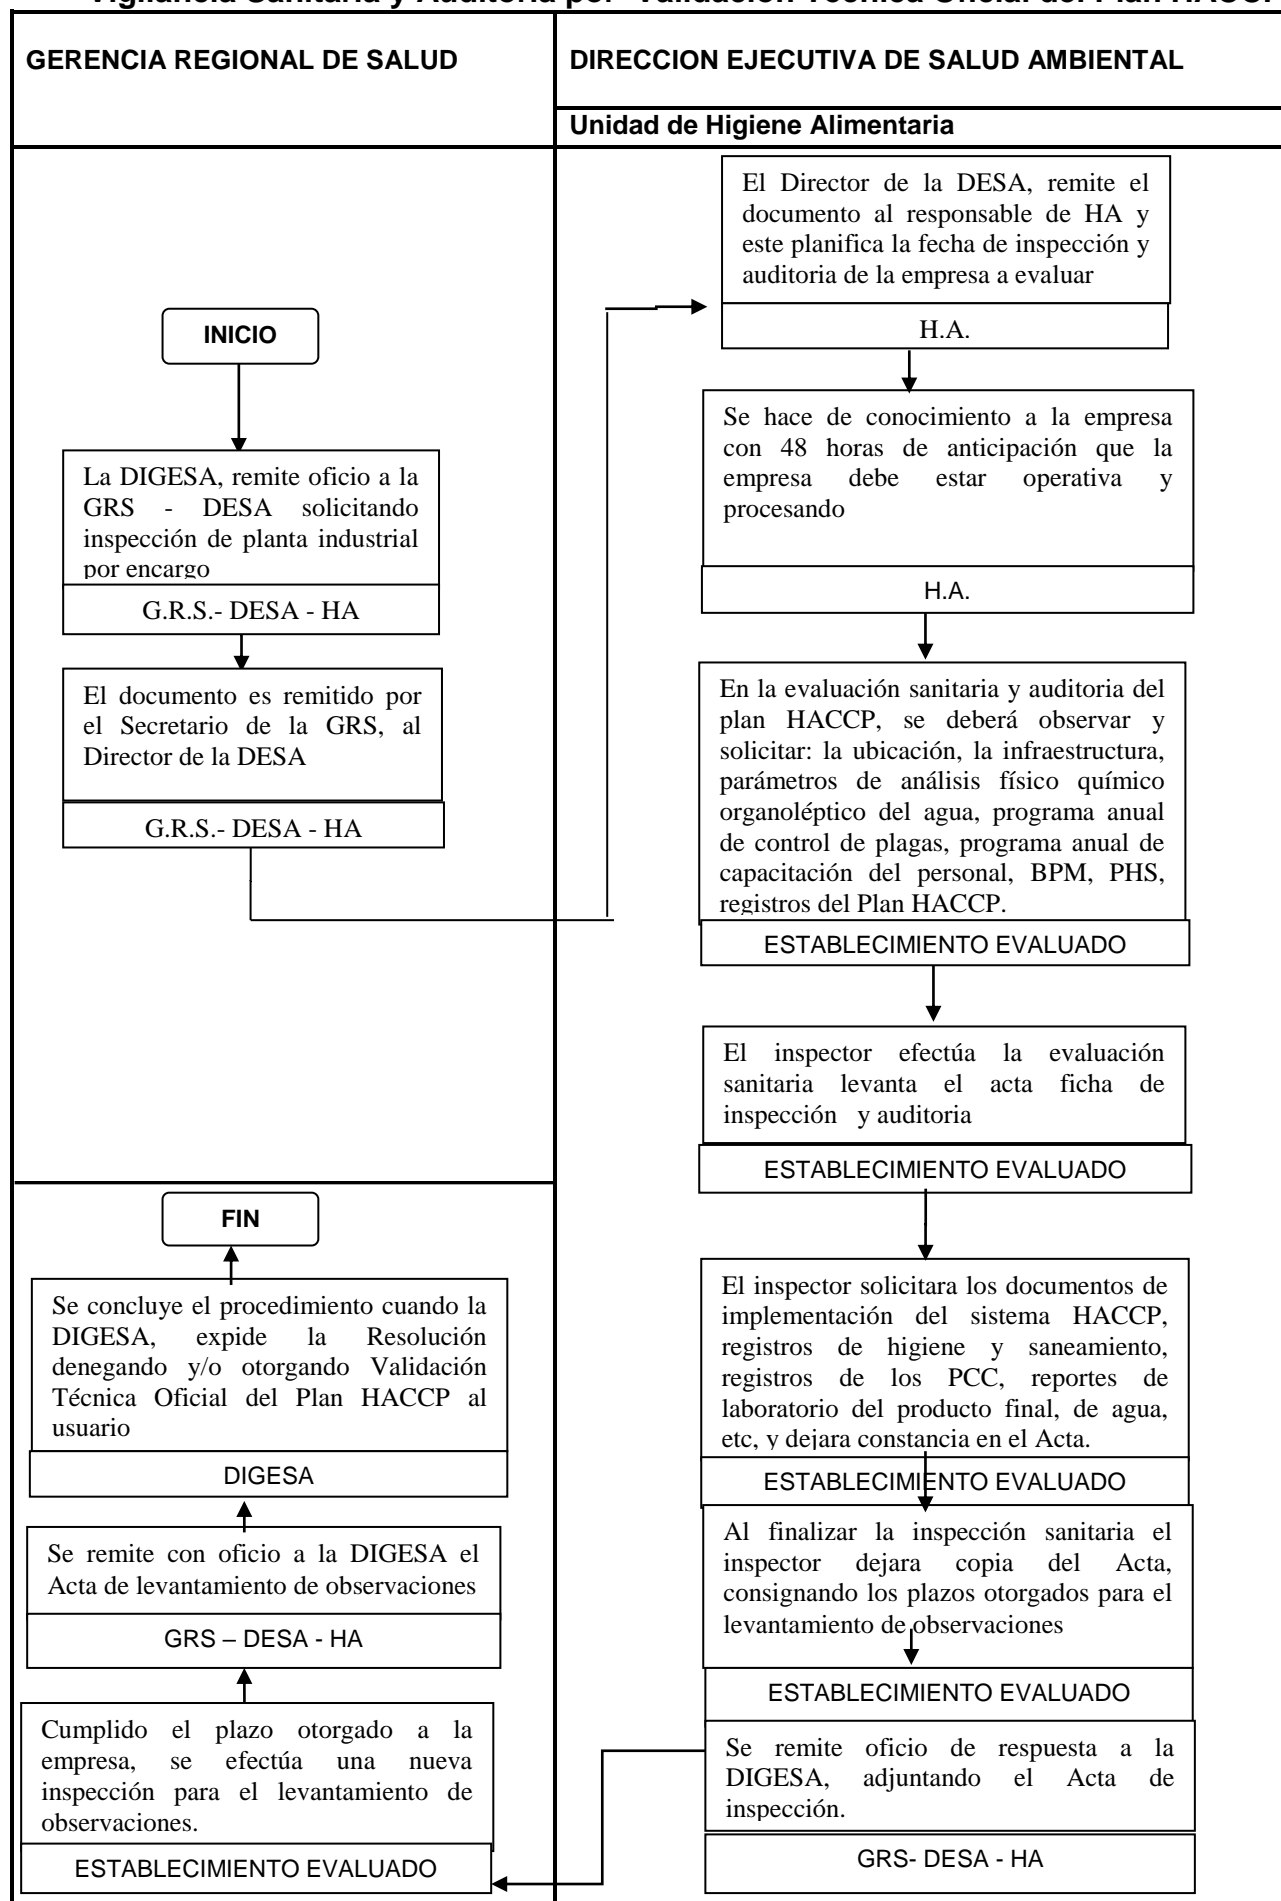 Vigilancia Sanitaria y Auditoria por Validación Técnica Oficial del Plan HACCP
GERENCIA REGIONAL DE SALUD
DIRECCION EJECUTIVA DE SALUD AMBIENTAL
Unidad de Higiene Alimentaria
INICIO
La DIGESA, remite oficio a la
GRS - DESA solicitando
inspección de planta industrial
por encargo
G.R.S.- DESA - HA
El documento es remitido por
el Secretario de la GRS, al
Director de la DESA
G.R.S.- DESA - HA
El Director de la DESA, remite el
documento al responsable de HA y
este planifica la fecha de inspección y
auditoria de la empresa a evaluar
H.A.
Se hace de conocimiento a la empresa
con 48 horas de anticipación que la
empresa debe estar operativa y
procesando
H.A.
En la evaluación sanitaria y auditoria del
plan HACCP, se deberá observar y
solicitar: la ubicación, la infraestructura,
parámetros de análisis físico químico
organoléptico del agua, programa anual
de control de plagas, programa anual de
capacitación del personal, BPM, PHS,
registros del Plan HACCP.
ESTABLECIMIENTO EVALUADO
El inspector efectúa la evaluación
sanitaria levanta el acta ficha de
inspección y auditoria
ESTABLECIMIENTO EVALUADO
El inspector solicitara los documentos de
implementación del sistema HACCP,
registros de higiene y saneamiento,
registros de los PCC, reportes de
laboratorio del producto final, de agua,
etc, y dejara constancia en el Acta.
ESTABLECIMIENTO EVALUADO
Al finalizar la inspección sanitaria el
inspector dejara copia del Acta,
consignando los plazos otorgados para el
levantamiento de observaciones
ESTABLECIMIENTO EVALUADO
Se remite oficio de respuesta a la
DIGESA, adjuntando el Acta de
inspección.
GRS- DESA - HA
Cumplido el plazo otorgado a la
empresa, se efectúa una nueva
inspección para el levantamiento de
observaciones.
ESTABLECIMIENTO EVALUADO
Se remite con oficio a la DIGESA el
Acta de levantamiento de observaciones
GRS – DESA - HA
Se concluye el procedimiento cuando la
DIGESA, expide la Resolución
denegando y/o otorgando Validación
Técnica Oficial del Plan HACCP al
usuario
DIGESA
FIN